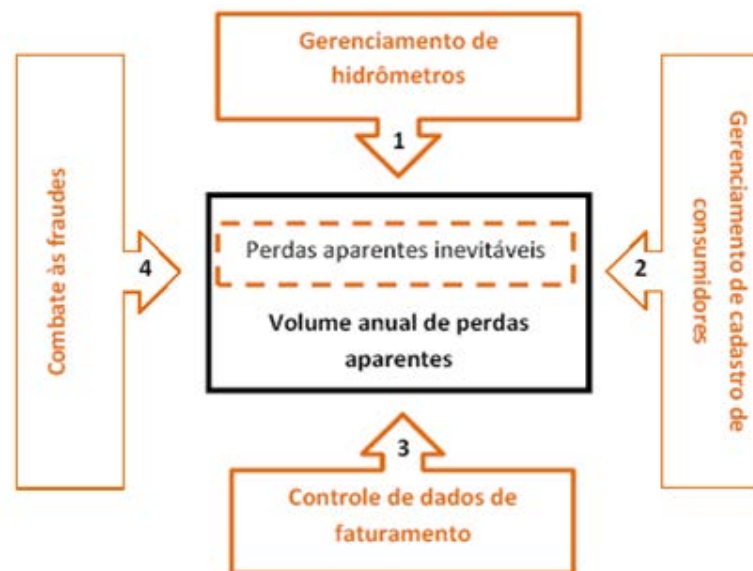 Gerenciamento de
hidrômetros
1
Combate às fraudes
4
Perdas aparentes inevitáveis
Volume anual de perdas
aparentes
2
Gerenciamento de cadastro de
consumidores
3
Controle de dados de
faturamento